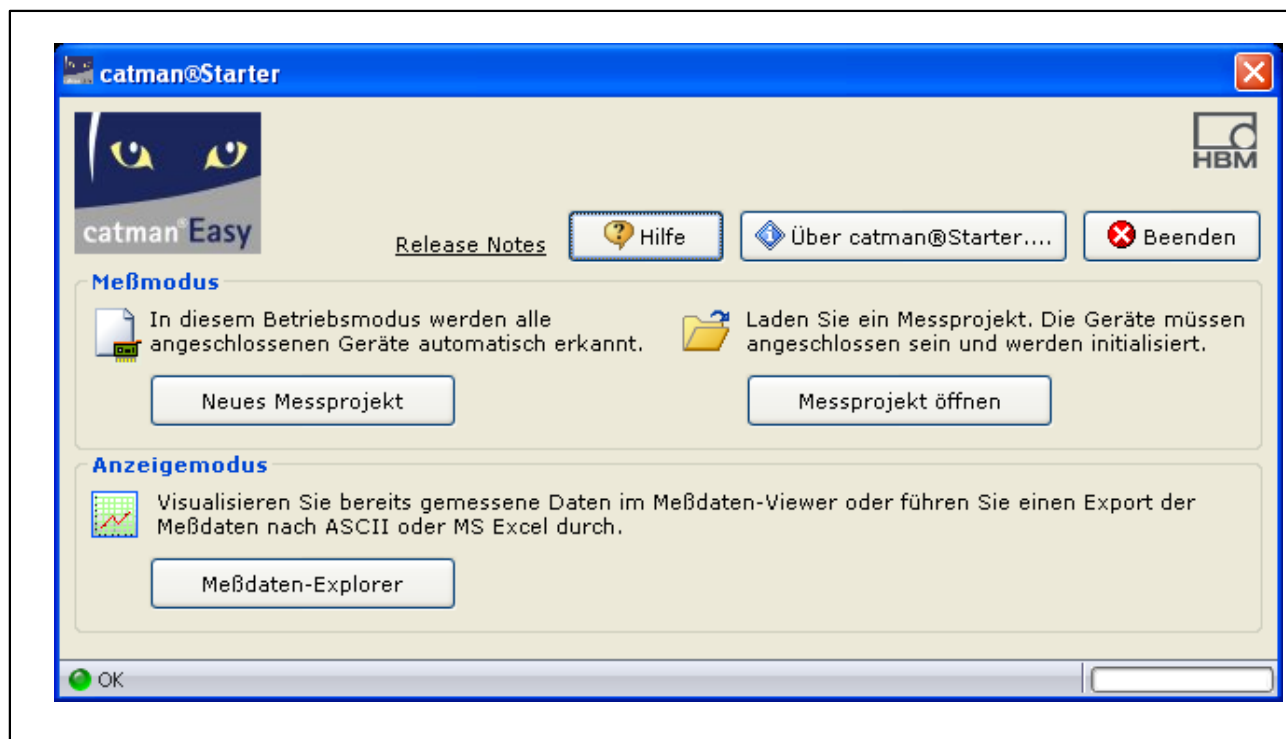 catman®Starter
HBM
catman®Easy
Release Notes
Hilfe
Über catman®Starter....
Beenden
Meßmodus
In diesem Betriebsmodus werden alle
angeschlossenen Geräte automatisch erkannt.
Neues Messprojekt
Laden Sie ein Messprojekt. Die Geräte müssen
angeschlossen sein und werden initialisiert.
Messprojekt öffnen
Anzeigemodus
Visualisieren Sie bereits gemessene Daten im Meßdaten-Viewer oder führen Sie einen Export der
Meßdaten nach ASCII oder MS Excel durch.
Meßdaten-Explorer
OK